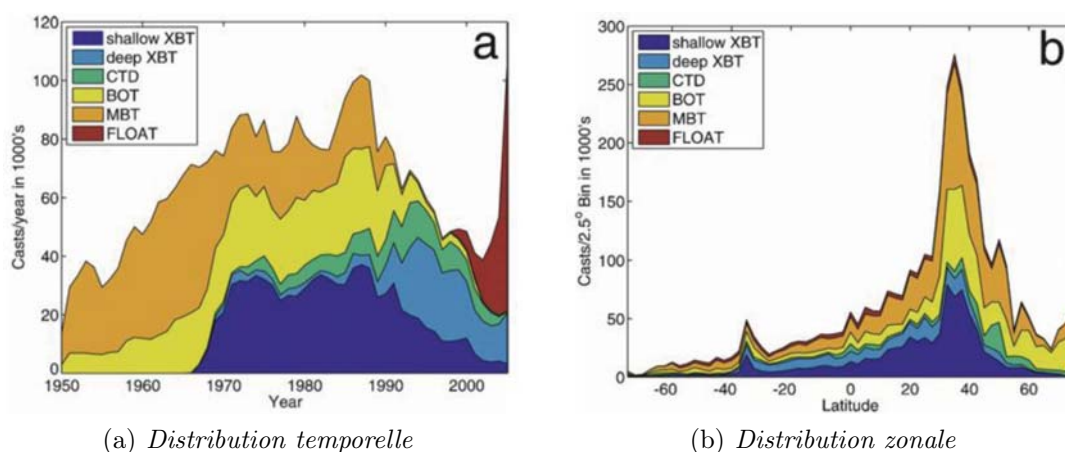 120
100
80
60
40
20
0
Casts/year in 1000's
shallow XBT
deep XBT
CTD
BOT
MBT
FLOAT
a
1950 1960 1970 1980 1990 2000
Year
(a) Distribution temporelle
300
250
200
150
100
50
0
Casts/2.5° Bin in 1000's
shallow XBT
deep XBT
CTD
BOT
MBT
FLOAT
b
-60 -40 -20 0 20 40 60
Latitude
(b) Distribution zonale